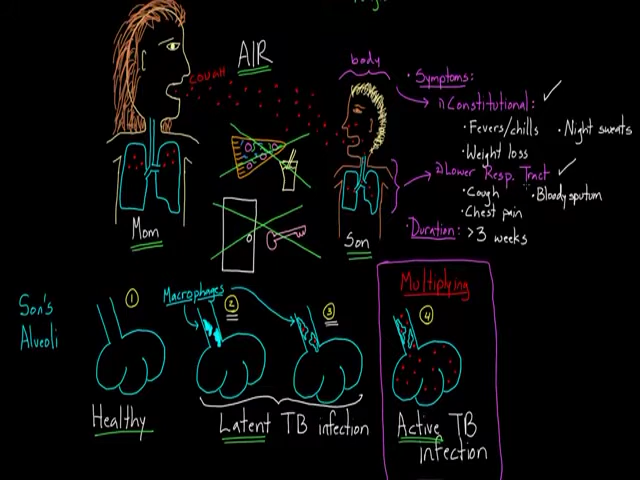 AIR
COUGH
Mom
Son
body
• Symptoms:
1) Constitutional:
• Fevers/chills
• Night sweats
• Weight loss
2) Lower Resp. Tract
• Cough
• Bloody sputum
• Chest pain
• Duration: >3 weeks
Son's
Alveoli
Macrophages
Multiplying
1
2
3
4
Healthy
Latent TB infection
Active TB
infection